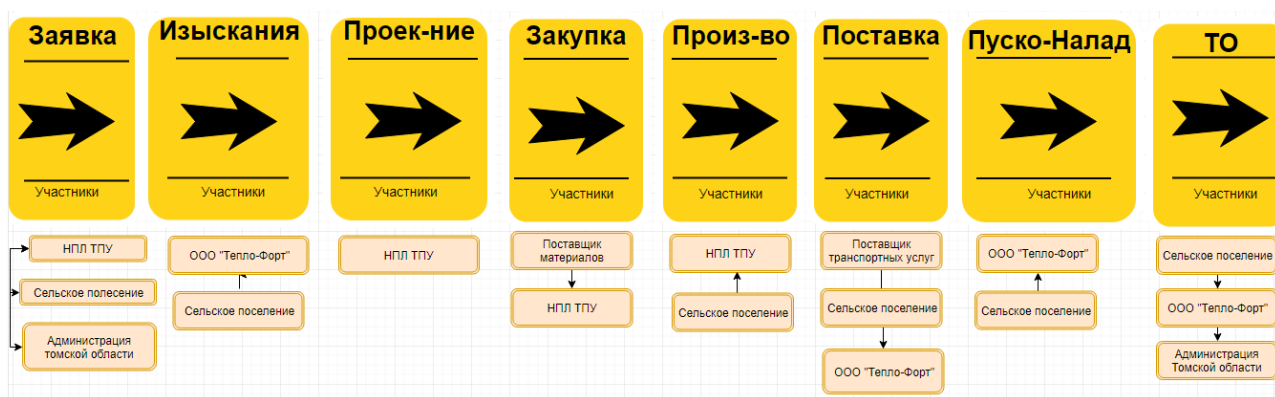 Заявка
Участники
НПЛ ТПУ
Сельское полесение
Администрация
томской области
Изыскания
Участники
ООО "Тепло-Форт"
Сельское поселение
Проек-ние
Участники
НПЛ ТПУ
Закупка
Участники
Поставщик
материалов
НПЛ ТПУ
Произ-во
Участники
НПЛ ТПУ
Сельское поселение
Поставка
Участники
Поставщик
транспортных услуг
Сельское поселение
ООО "Тепло-Форт"
Пуско-Налад
Участники
ООО "Тепло-Форт"
Сельское поселение
ТО
Участники
Сельское поселение
ООО "Тепло-Форт"
Администрация
Томской области